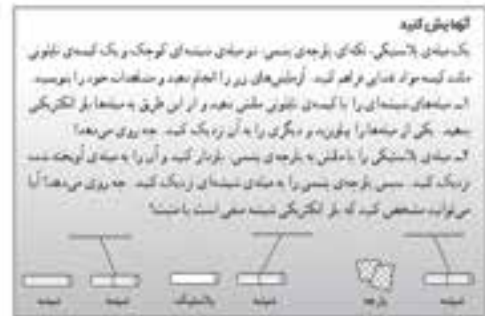 آزمایش کنید
یک میله‌ی پلاستیکی، تکه‌ای پارچه‌ی پشمی، دو میله‌ی شیشه‌ای کوچک و یک کیسه‌ی نایلونی
مانند کیسه مواد غذایی فراهم کنید. آزمایش‌های زیر را انجام دهید و مشاهدات خود را بنویسید.
۱ـ میله‌های شیشه‌ای را با کیسه‌ی نایلونی مالش دهید و از این طریق به میله‌ها بار الکتریکی
بدهید. یکی از میله‌ها را بیاویزید و دیگری را به آن نزدیک کنید. چه روی می‌دهد؟
۲ـ میله‌ی پلاستیکی را با مالش به پارچه‌ی پشمی، باردار کنید و آن را به میله‌ی آویخته شده
نزدیک کنید. سپس پارچه‌ی پشمی را به میله‌ی شیشه‌ای نزدیک کنید. چه روی می‌دهد؟ آیا
می‌توانید مشخص کنید که بار الکتریکی شیشه منفی است یا مثبت؟
شیشه پارچه شیشه پلاستیک شیشه شیشه